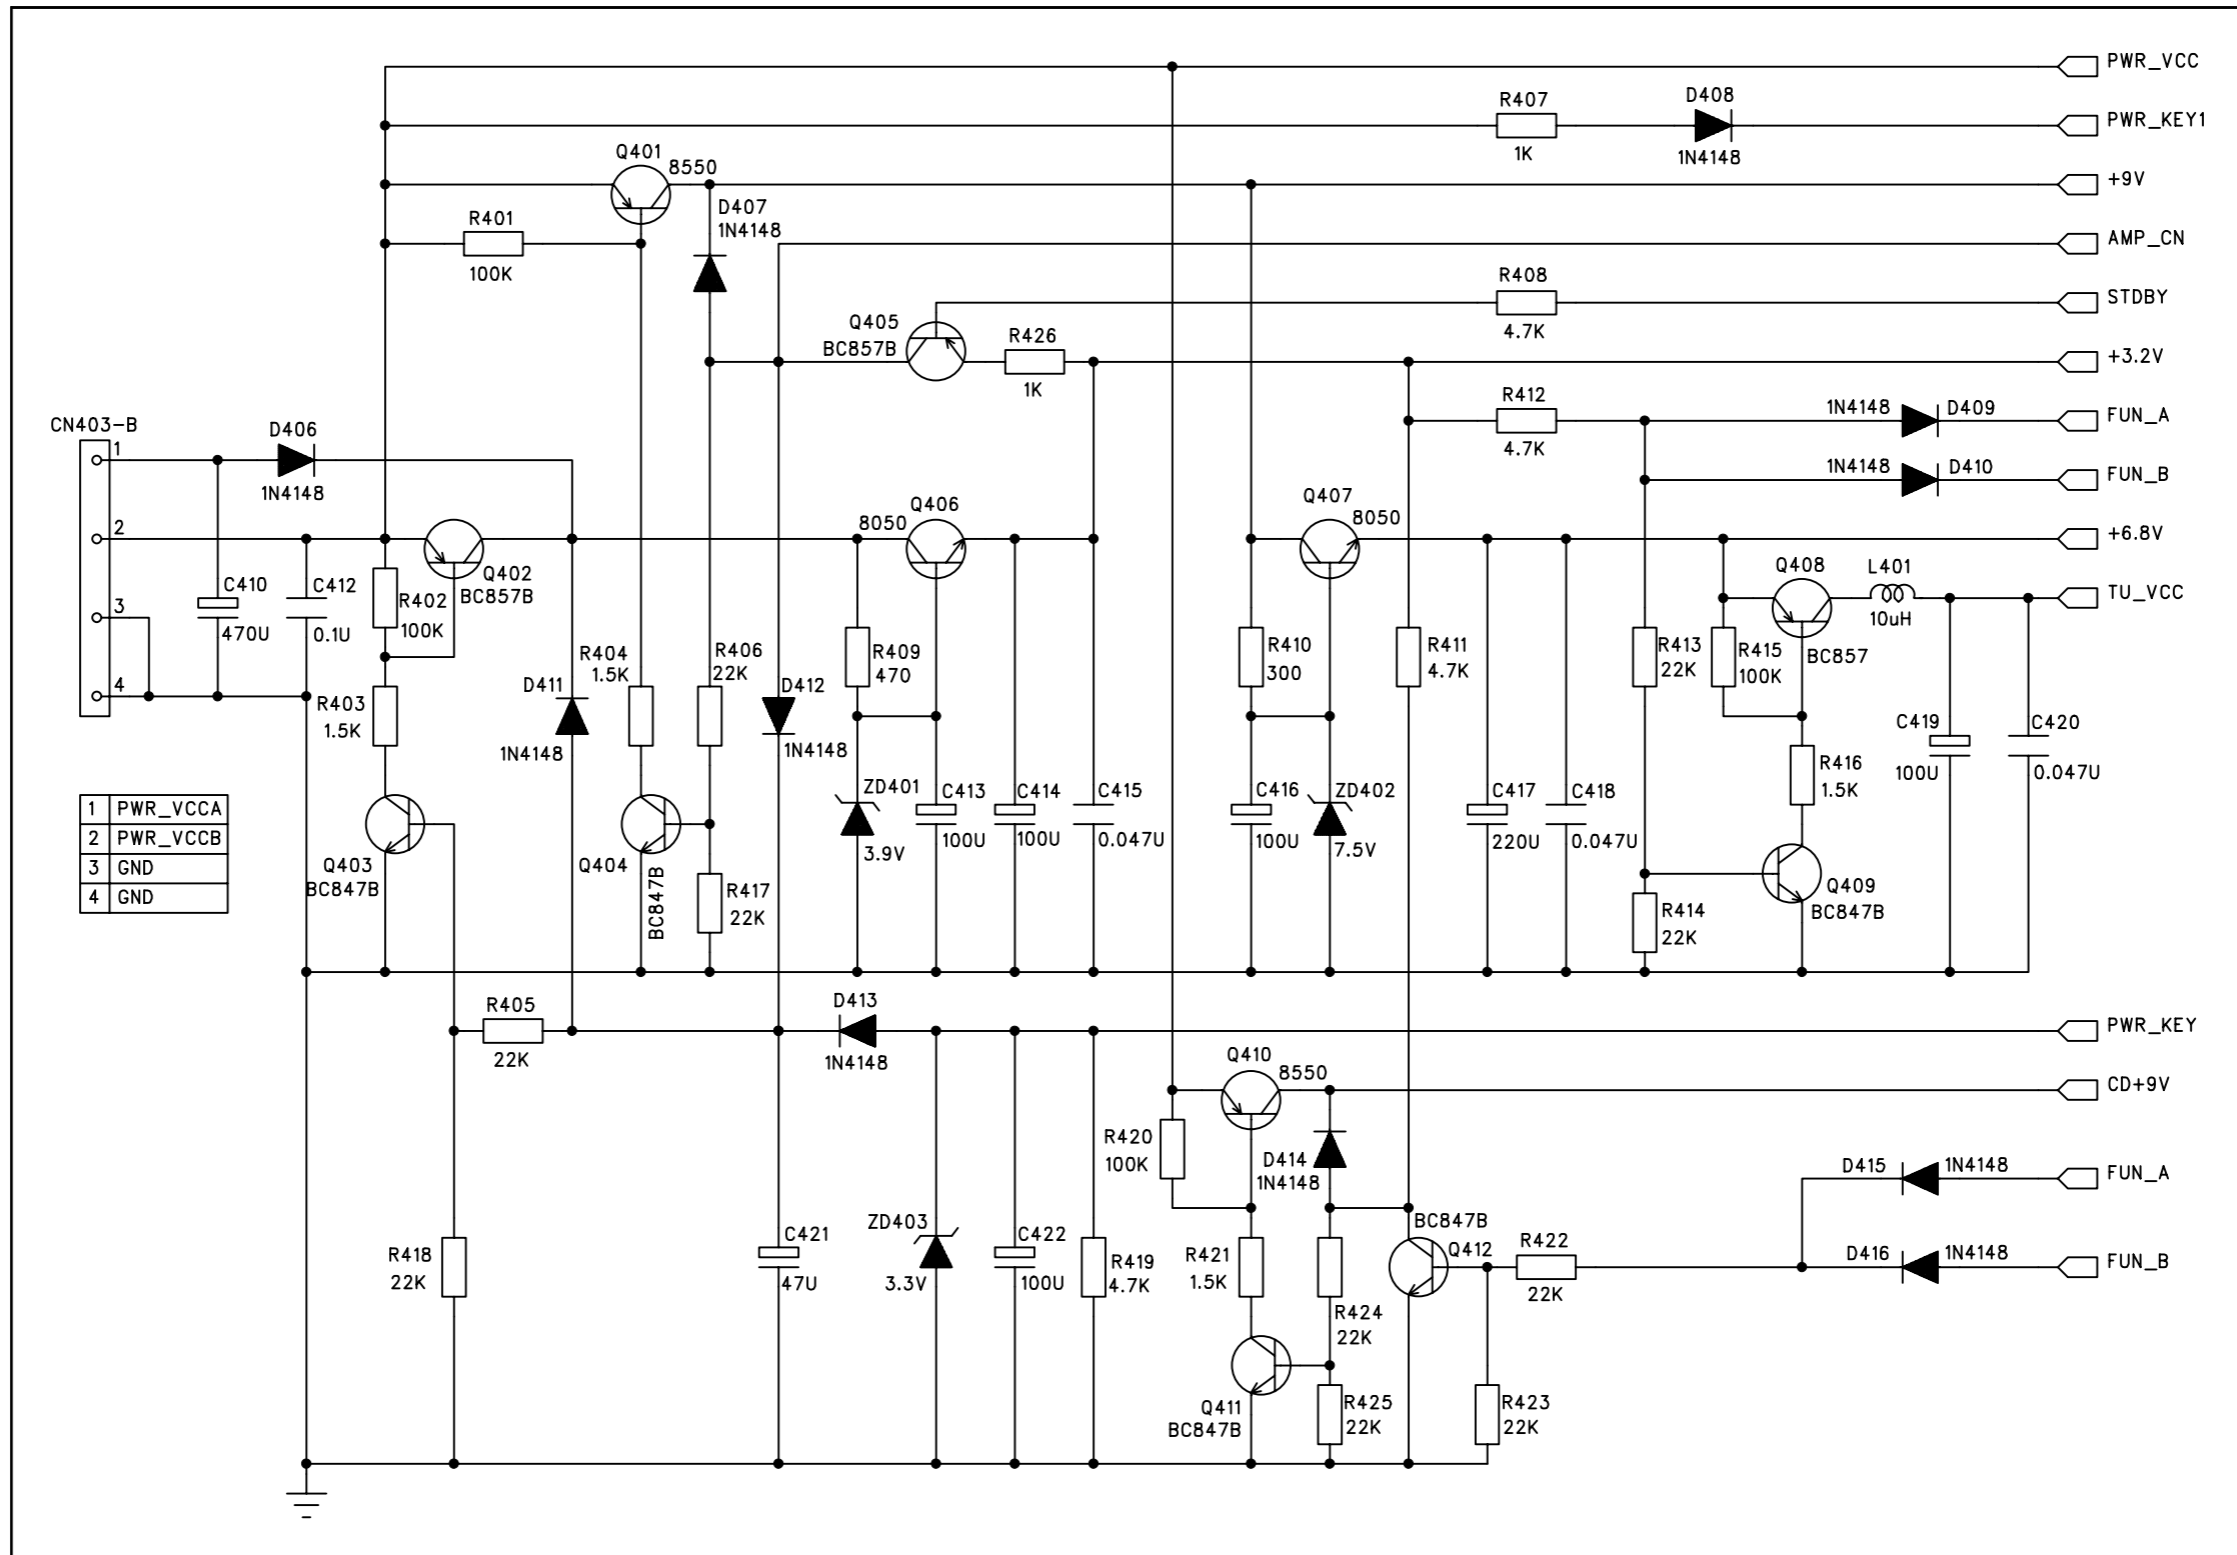 PWR_VCC
R407
1K
D408
1N4148
PWR_KEY1
Q401
8550
+9V
R401
100K
D407
1N4148
AMP_CN
R408
4.7K
STDBY
Q405
BC857B
R426
1K
+3.2V
R412
4.7K
1N4148
D409
FUN_A
1N4148
D410
FUN_B
CN403-B
1
2
3
4
D406
1N4148
Q406
8050
Q407
8050
+6.8V
C410
470U
C412
0.1U
R402
100K
Q402
BC857B
Q408
BC857
L401
10uH
TU_VCC
R403
1.5K
D411
1N4148
R404
1.5K
R406
22K
D412
1N4148
R409
470
R410
300
R411
4.7K
R413
22K
R415
100K
C419
100U
C420
0.047U
R416
1.5K
1 PWR_VCCA
2 PWR_VCCB
3 GND
4 GND
Q403
BC847B
Q404
BC847B
R417
22K
ZD401
3.9V
C413
100U
C414
100U
C415
0.047U
C416
100U
ZD402
7.5V
C417
220U
C418
0.047U
R414
22K
Q409
BC847B
R405
22K
D413
1N4148
PWR_KEY
Q410
8550
CD+9V
R420
100K
D414
1N4148
D415
1N4148
FUN_A
R418
22K
C421
47U
ZD403
3.3V
C422
100U
R419
4.7K
R421
1.5K
R424
22K
BC847B
Q412
R422
22K
D416
1N4148
FUN_B
Q411
BC847B
R425
22K
R423
22K